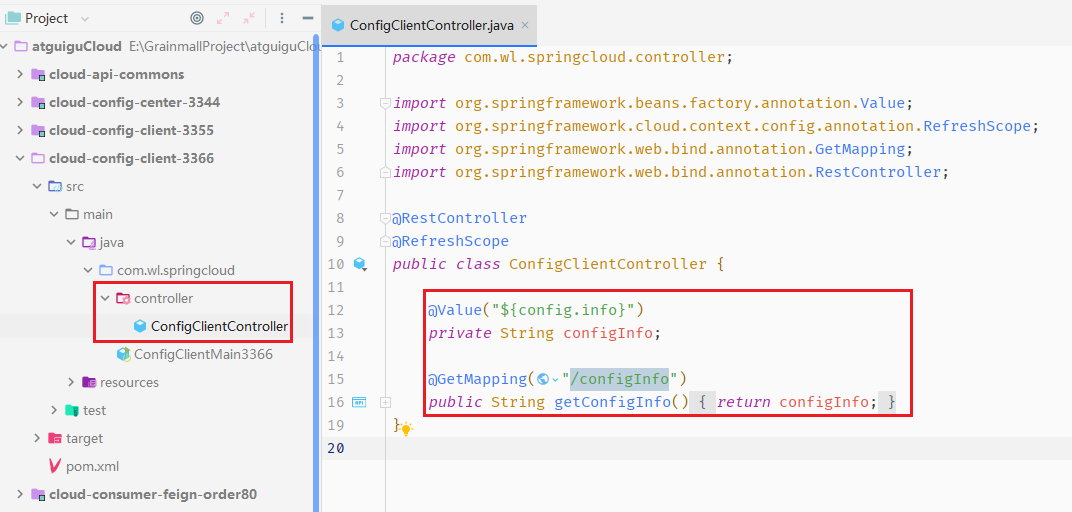 Project
atguiguCloud E:\GrainmallProject\atguiguClou
cloud-api-commons
cloud-config-center-3344
cloud-config-client-3355
cloud-config-client-3366
src
main
java
com.wl.springcloud
controller
ConfigClientController
ConfigClientMain3366
resources
test
target
pom.xml
cloud-consumer-feign-order80
ConfigClientController.java
1 package com.wl.springcloud.controller;
2
3 import org.springframework.beans.factory.annotation.Value;
4 import org.springframework.cloud.context.config.annotation.RefreshScope;
5 import org.springframework.web.bind.annotation.GetMapping;
6 import org.springframework.web.bind.annotation.RestController;
7
8 @RestController
9 @RefreshScope
10 public class ConfigClientController {
11
12 @Value("${config.info}")
13 private String configInfo;
14
15 @GetMapping("/configInfo")
16 API public String getConfigInfo() { return configInfo; }
19 }
20